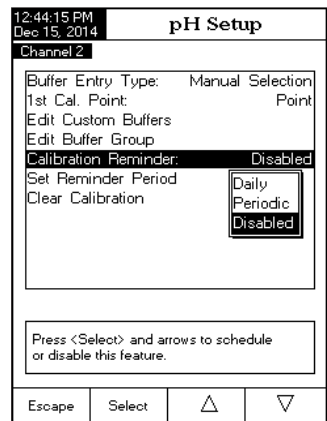 12:44:15 PM
Dec 15, 2014
pH Setup
Channel 2
Buffer Entry Type: Manual Selection
1st Cal. Point: Point
Edit Custom Buffers
Edit Buffer Group
Calibration Reminder: Disabled
Set Reminder Period
Clear Calibration
Daily
Periodic
Disabled
Press <Select> and arrows to schedule
or disable this feature.
Escape Select